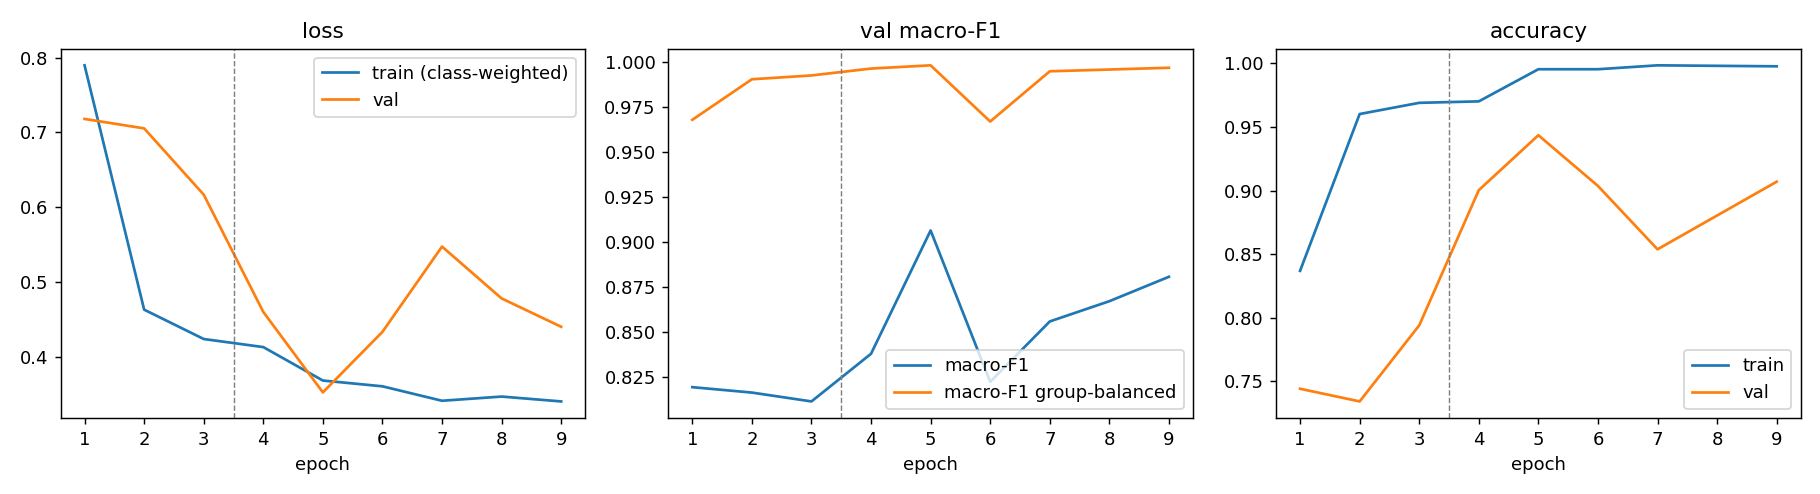 loss
0.8
0.7
0.6
0.5
0.4
train (class-weighted)
val
1 2 3 4 5 6 7 8 9
epoch
val macro-F1
1.000
0.975
0.950
0.925
0.900
0.875
0.850
0.825
macro-F1
macro-F1 group-balanced
1 2 3 4 5 6 7 8 9
epoch
accuracy
1.00
0.95
0.90
0.85
0.80
0.75
train
val
1 2 3 4 5 6 7 8 9
epoch